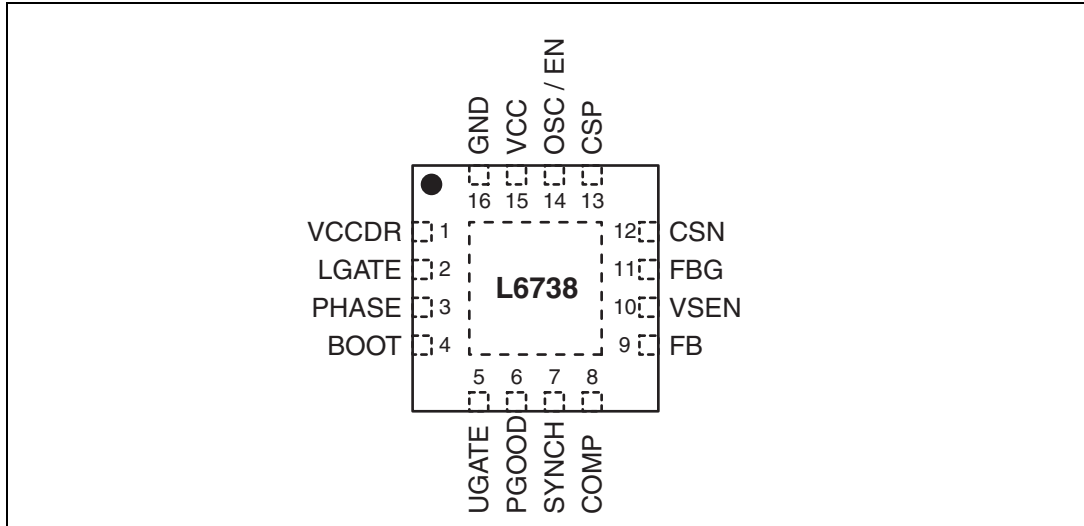 GND VCC OSC / EN CSP
16 15 14 13
VCCDR 1 12 CSN
LGATE 2 11 FBG
L6738
PHASE 3 10 VSEN
BOOT 4 9 FB
5 6 7 8
UGATE PGOOD SYNCH COMP